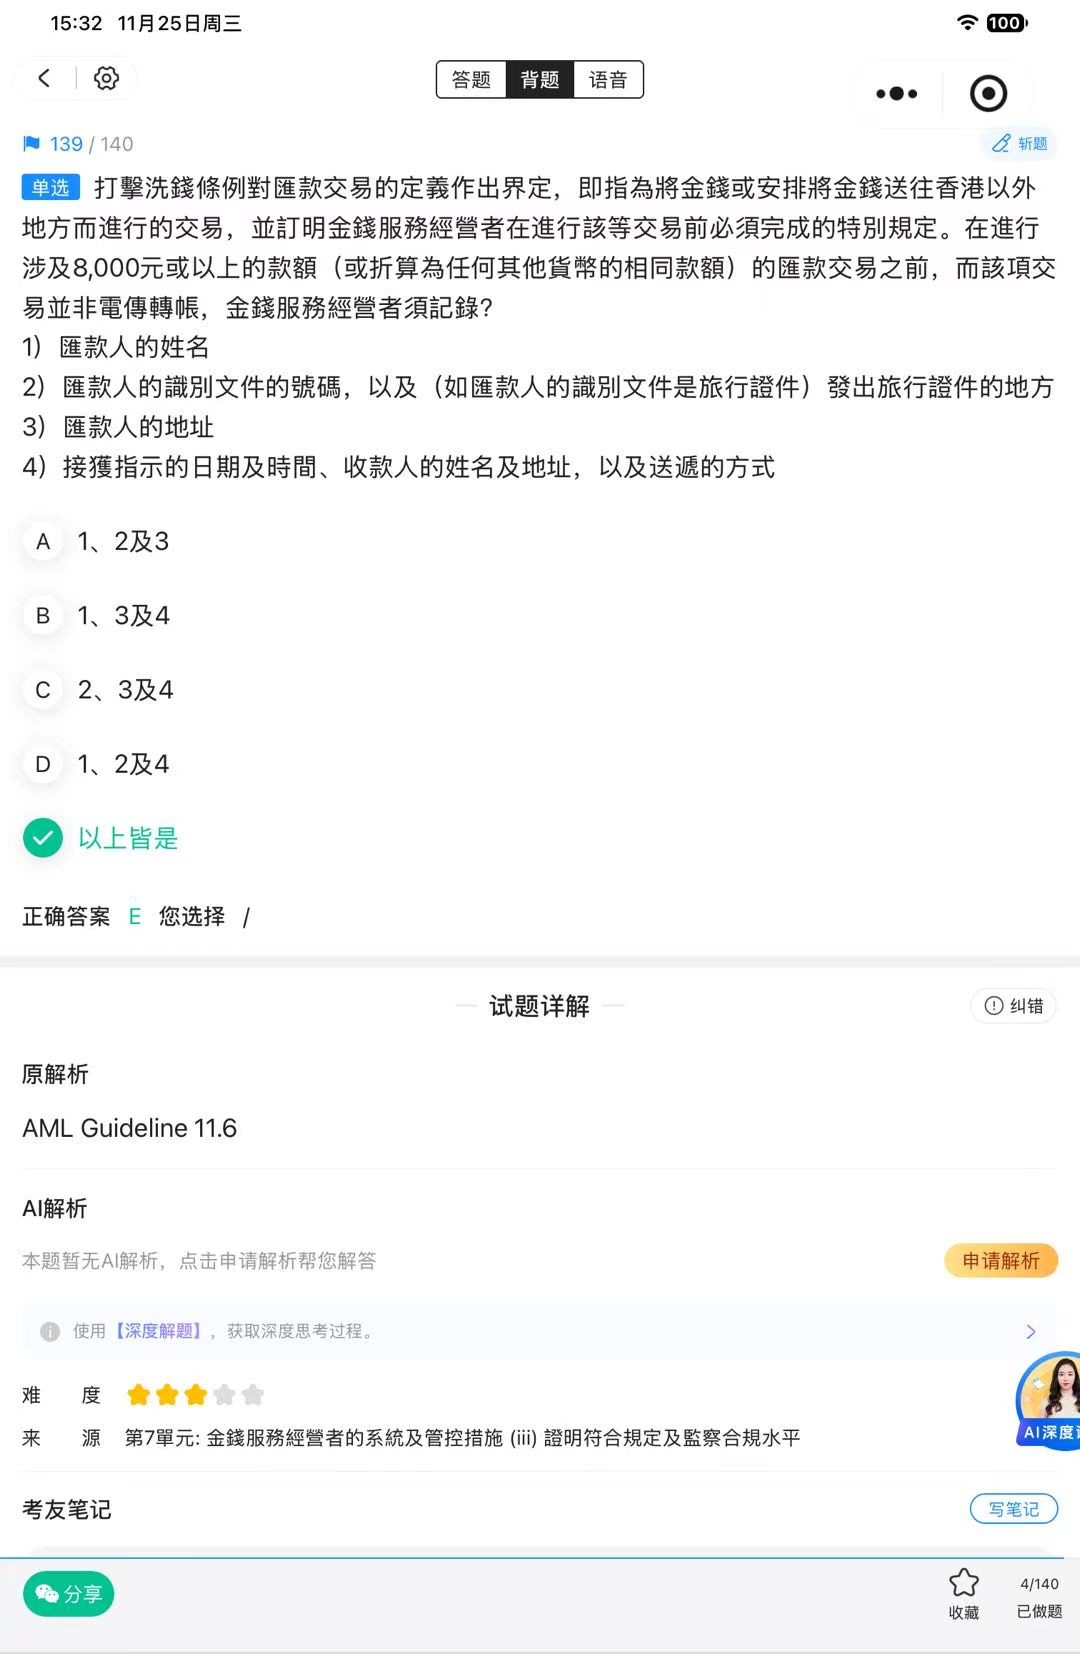 15:32 11月25日周三
100
答题 背题 语音
139 / 140
斩题
单选 打擊洗錢條例對匯款交易的定義作出界定，即指為將金錢或安排將金錢送往香港以外
地方而進行的交易，並訂明金錢服務經營者在進行該等交易前必須完成的特別規定。在進行
涉及8,000元或以上的款額（或折算為任何其他貨幣的相同款額）的匯款交易之前，而該項交
易並非電傳轉帳，金錢服務經營者須記錄?
1）匯款人的姓名
2）匯款人的識別文件的號碼，以及（如匯款人的識別文件是旅行證件）發出旅行證件的地方
3）匯款人的地址
4）接獲指示的日期及時間、收款人的姓名及地址，以及送遞的方式
A 1、2及3
B 1、3及4
C 2、3及4
D 1、2及4
以上皆是
正确答案 E 您选择 /
试题详解
纠错
原解析
AML Guideline 11.6
AI解析
本题暂无AI解析，点击申请解析帮您解答
申请解析
使用【深度解题】，获取深度思考过程。
难 度
AI深度
来 源 第7單元: 金錢服務經營者的系統及管控措施 (iii) 證明符合規定及監察合規水平
考友笔记
写笔记
分享
收藏
4/140
已做题